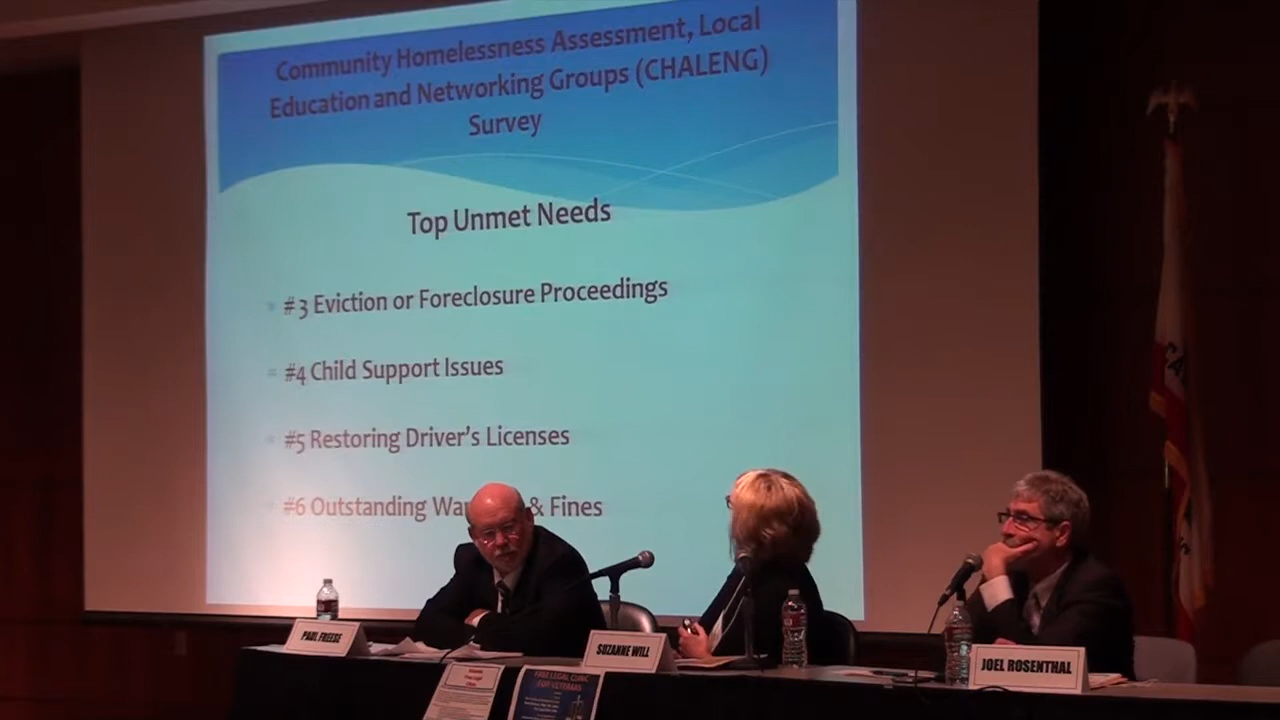 Community Homelessness Assessment, Local
Education and Networking Groups (CHALENG)
Survey
Top Unmet Needs
#3 Eviction or Foreclosure Proceedings
#4 Child Support Issues
#5 Restoring Driver's Licenses
#6 Outstanding & Fines
PAUL FREESE
SUZANNE WILL
JOEL ROSENTHAL
FREE LEGAL CLINIC
FOR VETERANS